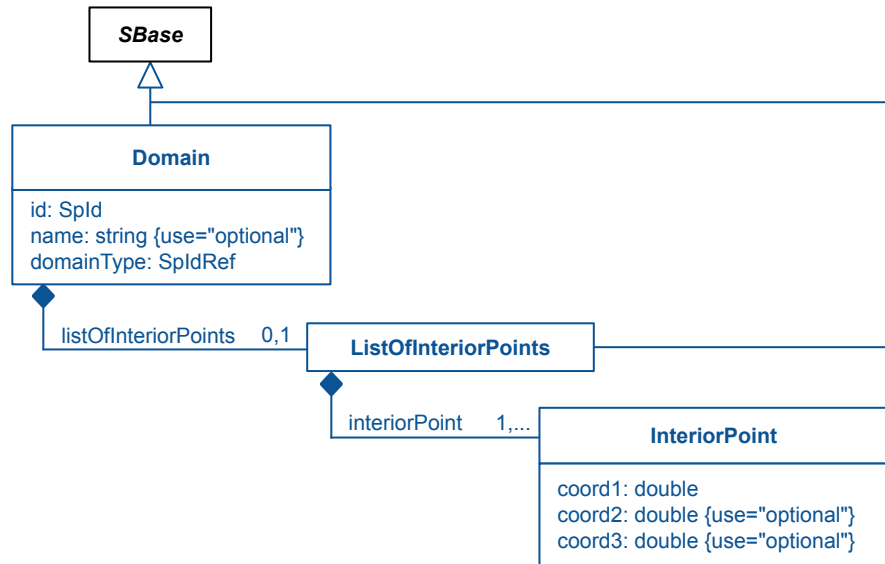 SBase
Domain
id: SpId
name: string {use="optional"}
domainType: SpIdRef
listOfInteriorPoints 0,1
ListOfInteriorPoints
interiorPoint 1,...
InteriorPoint
coord1: double
coord2: double {use="optional"}
coord3: double {use="optional"}